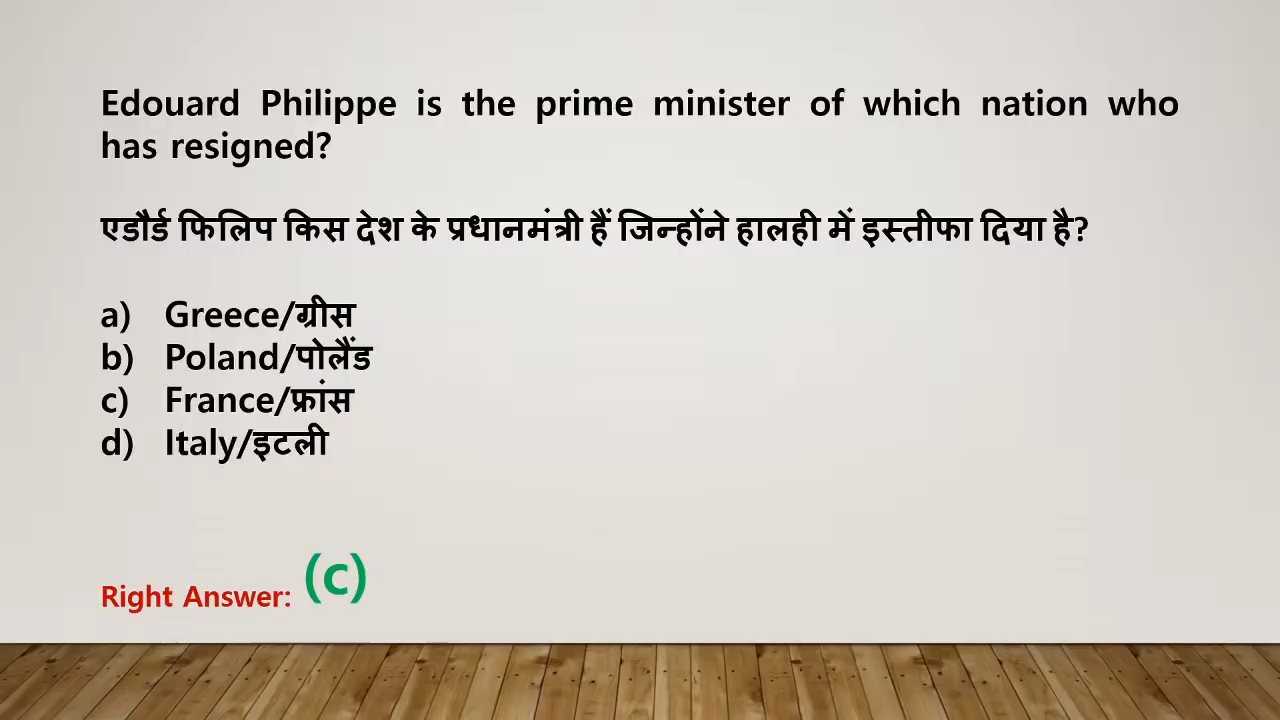 Edouard Philippe is the prime minister of which nation who
has resigned?
एडौर्ड फिलिप किस देश के प्रधानमंत्री हैं जिन्होंने हालही में इस्तीफा दिया है?
a) Greece/ग्रीस
b) Poland/पोलैंड
c) France/फ्रांस
d) Italy/इटली
Right Answer: (c)